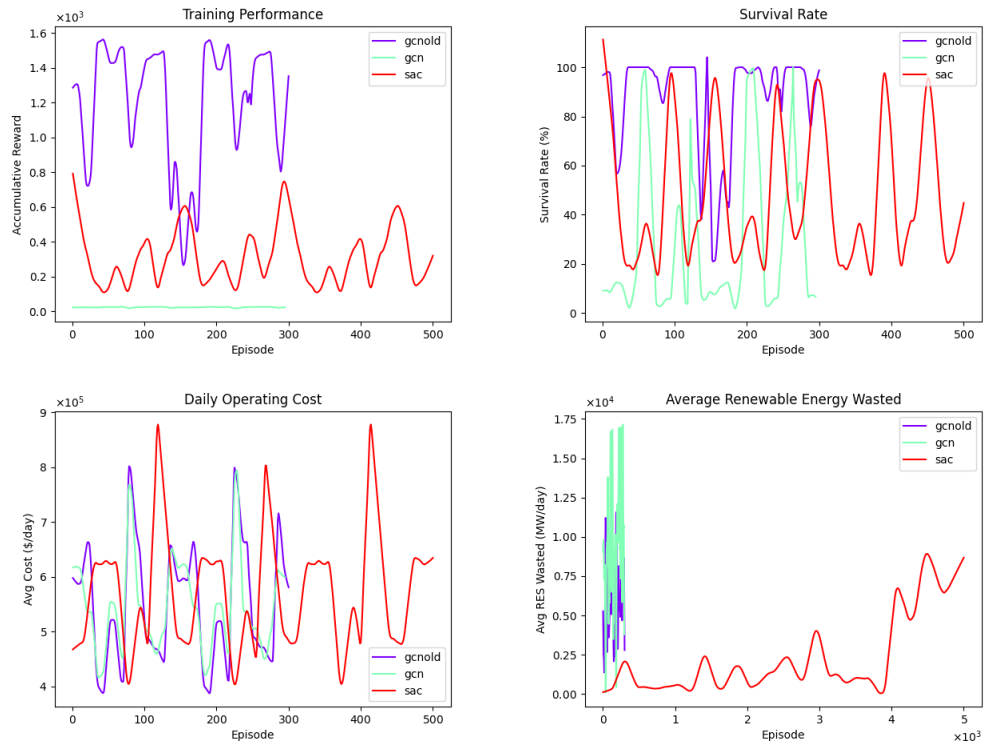 Training Performance
×10³
1.6
1.4
1.2
1.0
0.8
0.6
0.4
0.2
0.0
Accumulative Reward
0
100
200
300
400
500
Episode
gcnold
gcn
sac
Survival Rate
100
80
60
40
20
0
Survival Rate (%)
0
100
200
300
400
500
Episode
gcnold
gcn
sac
Daily Operating Cost
×10⁵
9
8
7
6
5
4
Avg Cost ($/day)
0
100
200
300
400
500
Episode
gcnold
gcn
sac
Average Renewable Energy Wasted
×10⁴
1.75
1.50
1.25
1.00
0.75
0.50
0.25
0.00
Avg RES Wasted (MW/day)
0
1
2
3
4
5
Episode
×10³
gcnold
gcn
sac